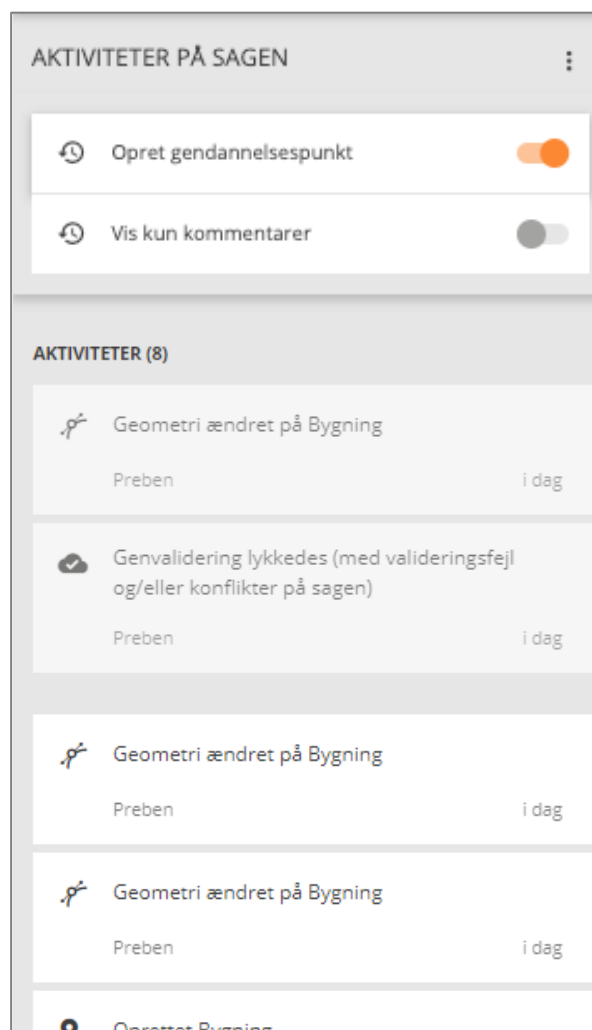 AKTIVITETER PÅ SAGEN
Opret gendannelsespunkt
Vis kun kommentarer
AKTIVITETER (8)
Geometri ændret på Bygning
Preben i dag
Genvalidering lykkedes (med valideringsfejl
og/eller konflikter på sagen)
Preben i dag
Geometri ændret på Bygning
Preben i dag
Geometri ændret på Bygning
Preben i dag
Oprettet Bygning